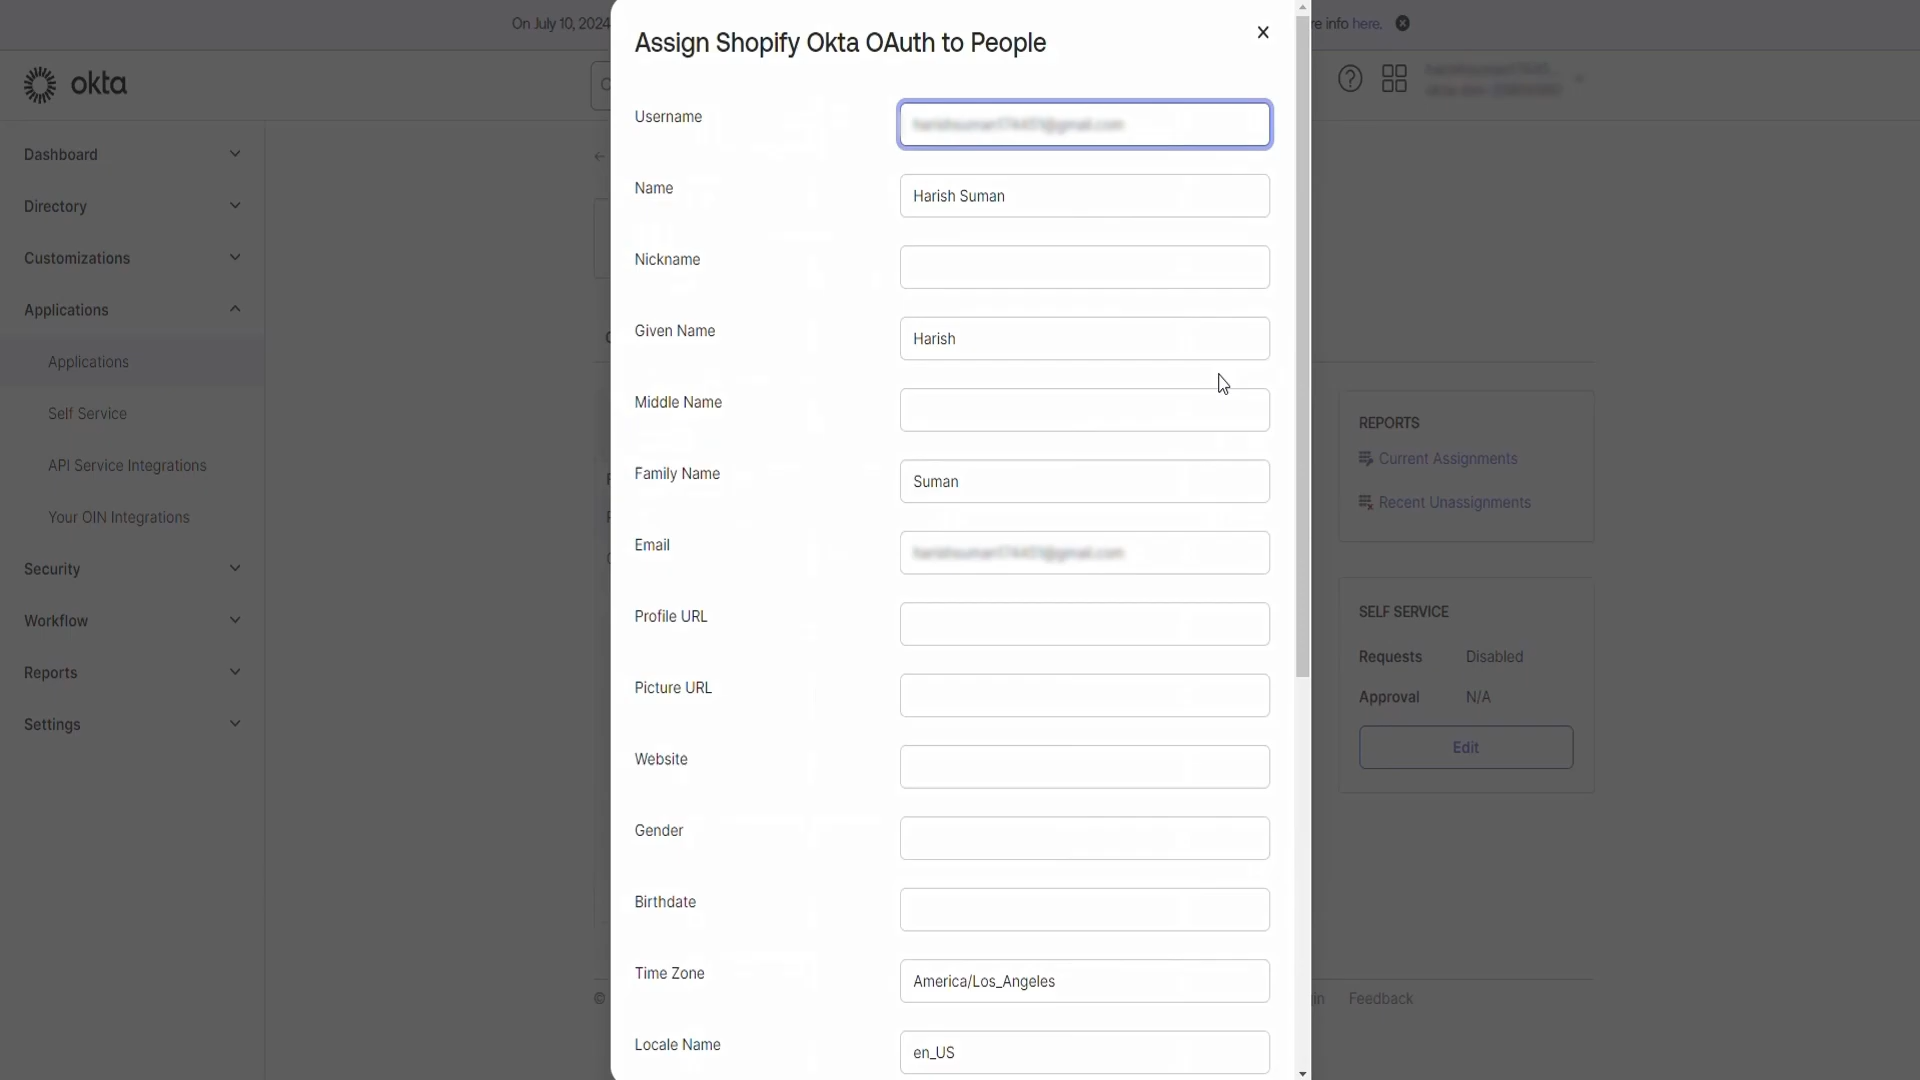 On July 10, 2024
re info here.
okta
Dashboard
Directory
Customizations
Applications
Applications
Self Service
API Service Integrations
Your OIN Integrations
Security
Workflow
Reports
Settings
Assign Shopify Okta OAuth to People
Username
Name
Harish Suman
Nickname
Given Name
Harish
Middle Name
Family Name
Suman
Email
Profile URL
Picture URL
Website
Gender
Birthdate
Time Zone
America/Los_Angeles
Locale Name
en_US
REPORTS
Current Assignments
Recent Unassignments
SELF SERVICE
Requests Disabled
Approval N/A
Edit
©
in Feedback